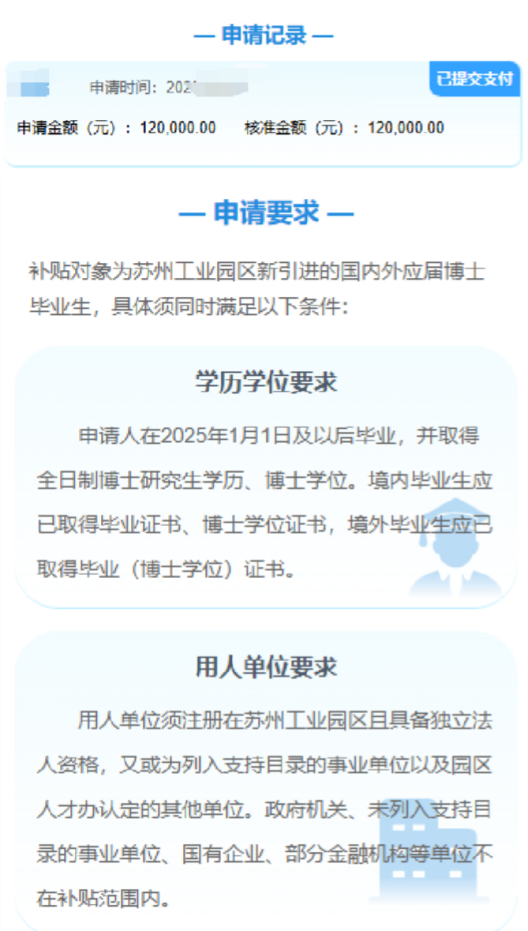 — 申请记录 —
申请时间：202
已提交支付
申请金额（元）：120,000.00 核准金额（元）：120,000.00
— 申请要求 —
补贴对象为苏州工业园区新引进的国内外应届博士
毕业生，具体须同时满足以下条件：
学历学位要求
申请人在2025年1月1日及以后毕业，并取得
全日制博士研究生学历、博士学位。境内毕业生应
已取得毕业证书、博士学位证书，境外毕业生应已
取得毕业（博士学位）证书。
用人单位要求
用人单位须注册在苏州工业园区且具备独立法
人资格，又或为列入支持目录的事业单位以及园区
人才办认定的其他单位。政府机关、未列入支持目
录的事业单位、国有企业、部分金融机构等单位不
在补贴范围内。